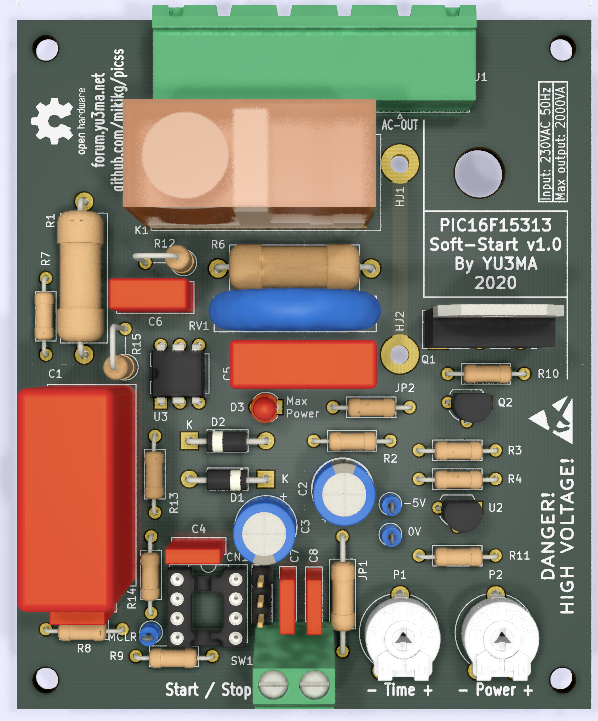 J1
AC-OUT
Input: 230VAC 50Hz
Max output: 2000VA
open hardware
forum.yu3ma.net
github.com/mikikg/picss
HJ1
K1
R1
R12
R6
R7
PIC16F15313
Soft-Start v1.0
By YU3MA
2020
C6
RV1
HJ2
R15
Q1
C1
C5
U3
D3
Max
Power
JP2
R10
Q2
K
D2
R2
R3
D1
K
C2
R4
R13
+
-5V
U2
C3
0V
DANGER!
HIGH VOLTAGE!
C4
CN1
C7
C8
JP1
R11
R14
P1
P2
MCLR
R8
R9
SW1
Start / Stop
- Time +
- Power +